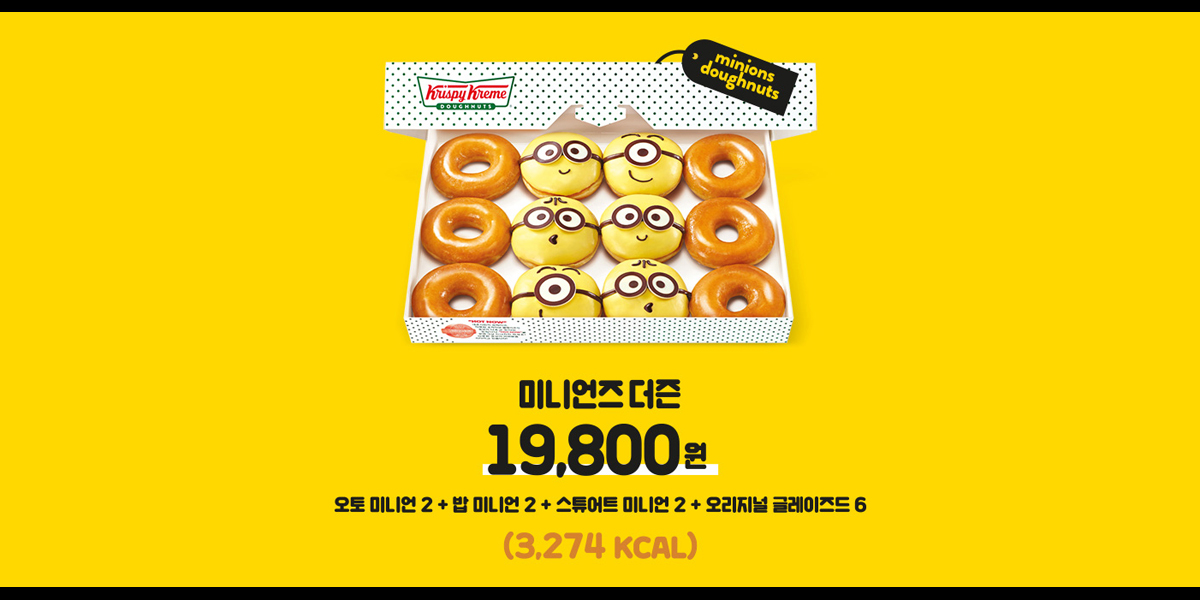 minions
doughnuts
Krispy Kreme
DOUGHNUTS
"HOT NOW"
미니언즈 더즌
19,800원
오토 미니언 2 + 밥 미니언 2 + 스튜어트 미니언 2 + 오리지널 글레이즈드 6
(3,274 KCAL)